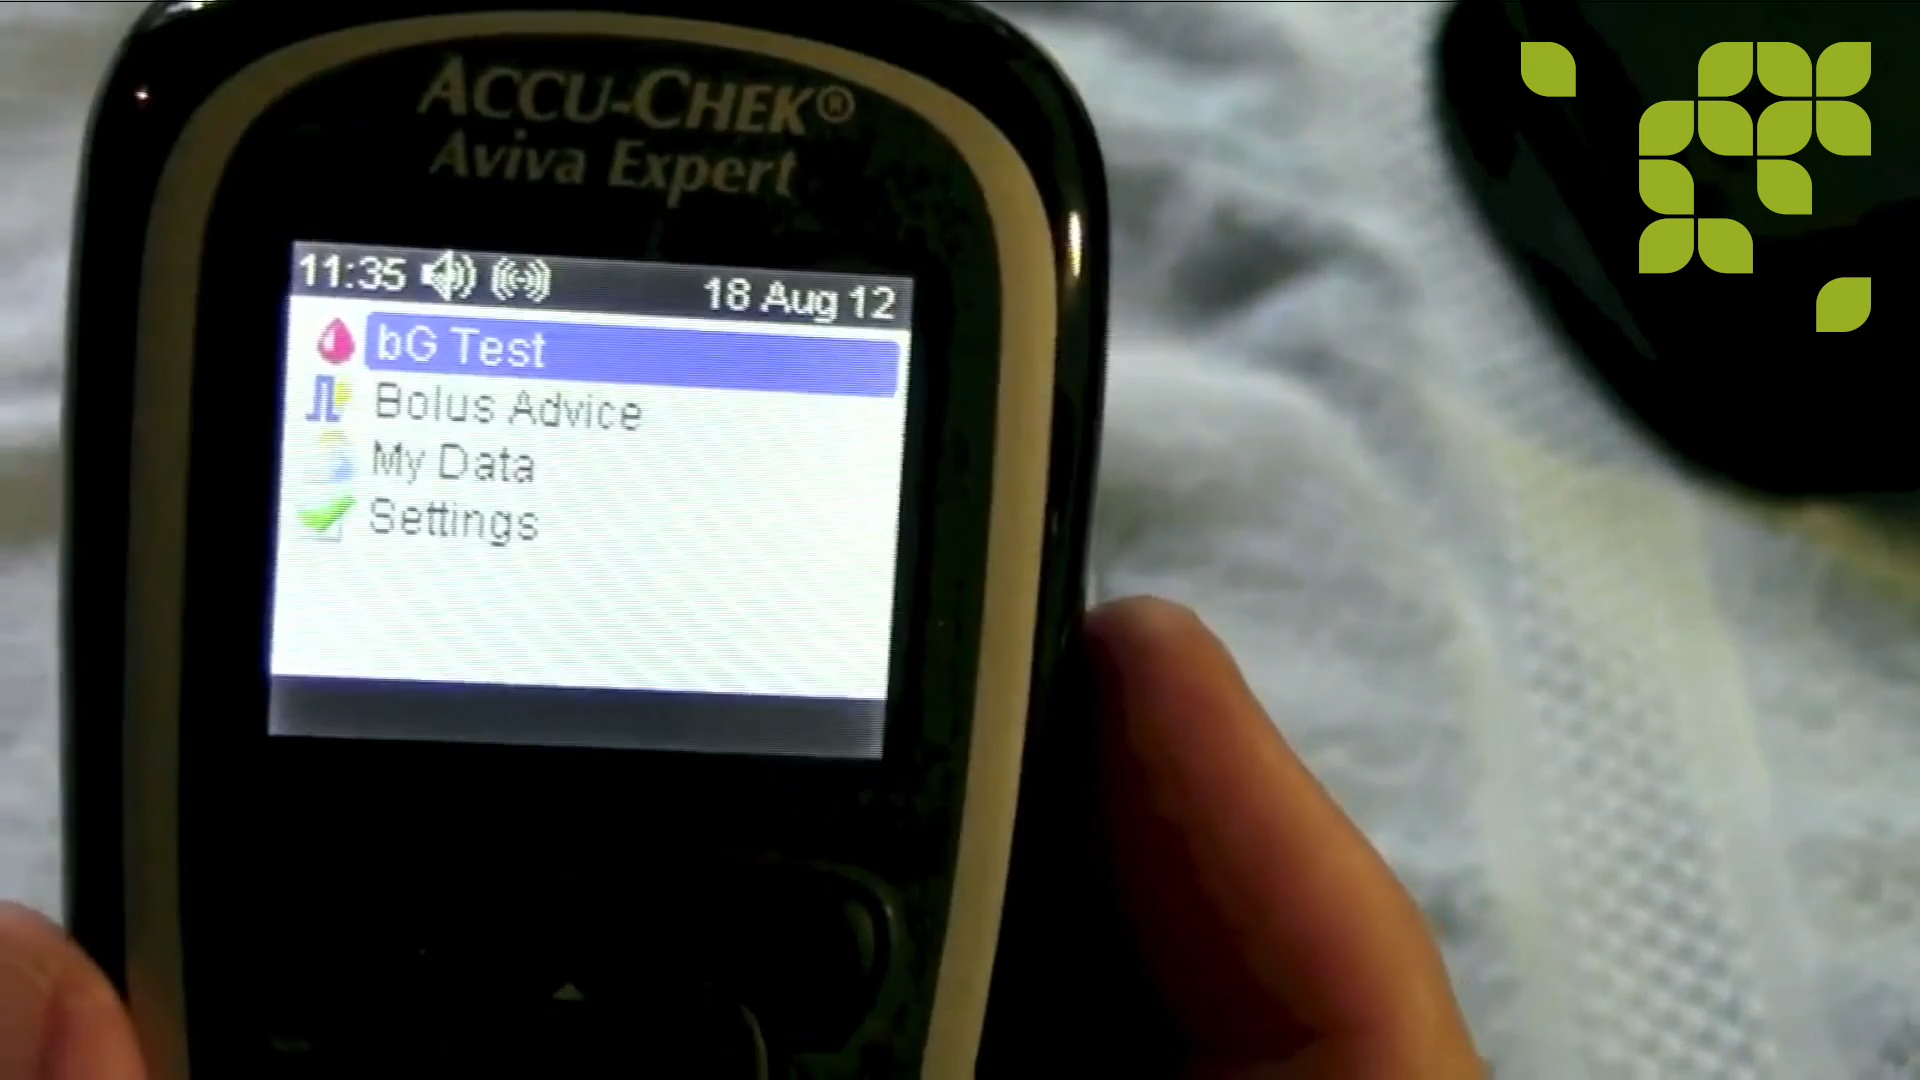 ACCU-CHEK®
Aviva Expert
11:35 18 Aug 12
bG Test
Bolus Advice
My Data
Settings